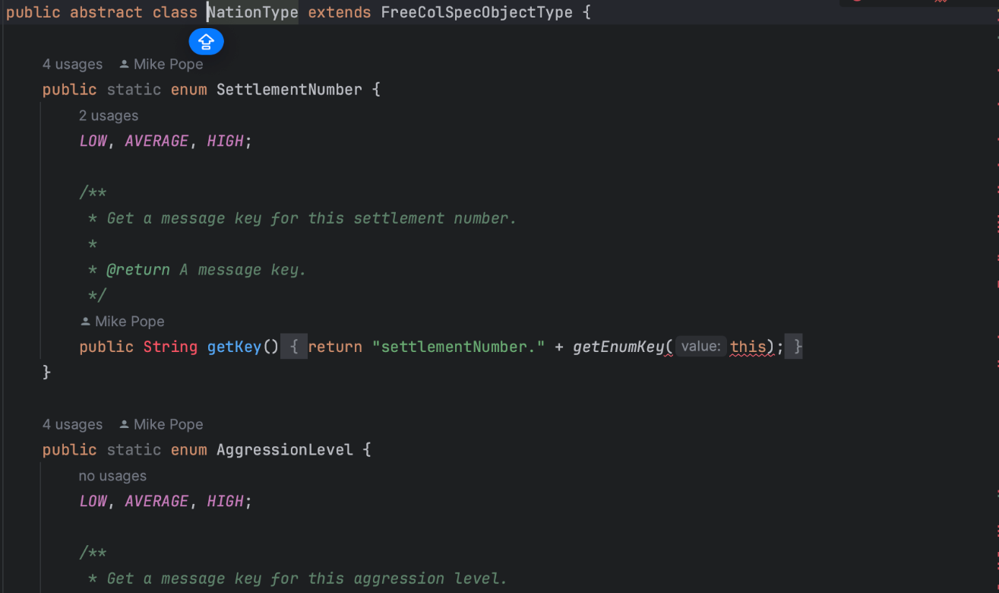 public abstract class NationType extends FreeColSpecObjectType {
4 usages Mike Pope
public static enum SettlementNumber {
2 usages
LOW, AVERAGE, HIGH;
/**
* Get a message key for this settlement number.
*
* @return A message key.
*/
Mike Pope
public String getKey() { return "settlementNumber." + getEnumKey( value: this); }
}
4 usages Mike Pope
public static enum AggressionLevel {
no usages
LOW, AVERAGE, HIGH;
/**
* Get a message key for this aggression level.